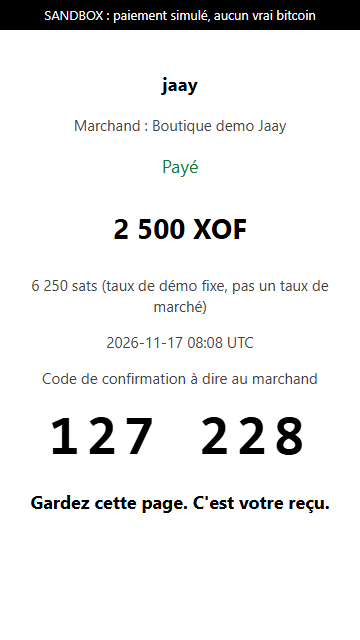 SANDBOX : paiement simulé, aucun vrai bitcoin
jaay
Marchand : Boutique demo Jaay
Payé
2 500 XOF
6 250 sats (taux de démo fixe, pas un taux de
marché)
2026-11-17 08:08 UTC
Code de confirmation à dire au marchand
127 228
Gardez cette page. C'est votre reçu.